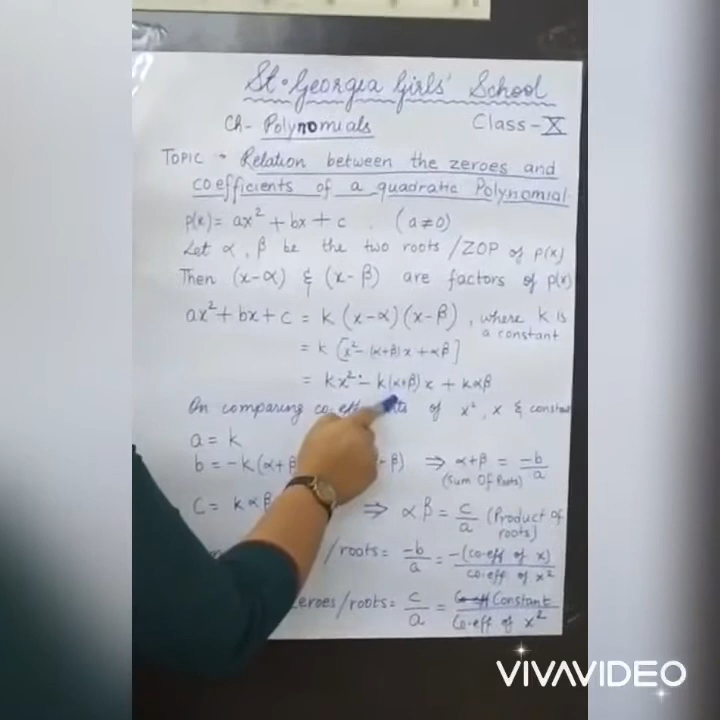 St. Georgia Girls' School
Ch- Polynomials Class-X
TOPIC - Relation between the zeroes and
coefficients of a quadratic Polynomial.
p(x) = ax² + bx + c . (a≠0)
Let α, β be the two roots/ZOP of p(x)
Then (x-α) & (x-β) are factors of p(x)
ax² + bx + c = k (x-α)(x-β), where k is
a constant
= k [x² - (α+β)x + αβ]
= kx² - k(α+β)x + kαβ
On comparing of x², x & constant
a = k
b = -k(α+β -β) ⇒ α+β = -b/a
(Sum Of Roots)
C = kαβ ⇒ αβ = c/a (Product of
roots)
/roots = -b/a = -(co.eff of x)/co.eff of x²
zeroes/roots = c/a = Constant/Co.eff of x²
VIVAVIDEO